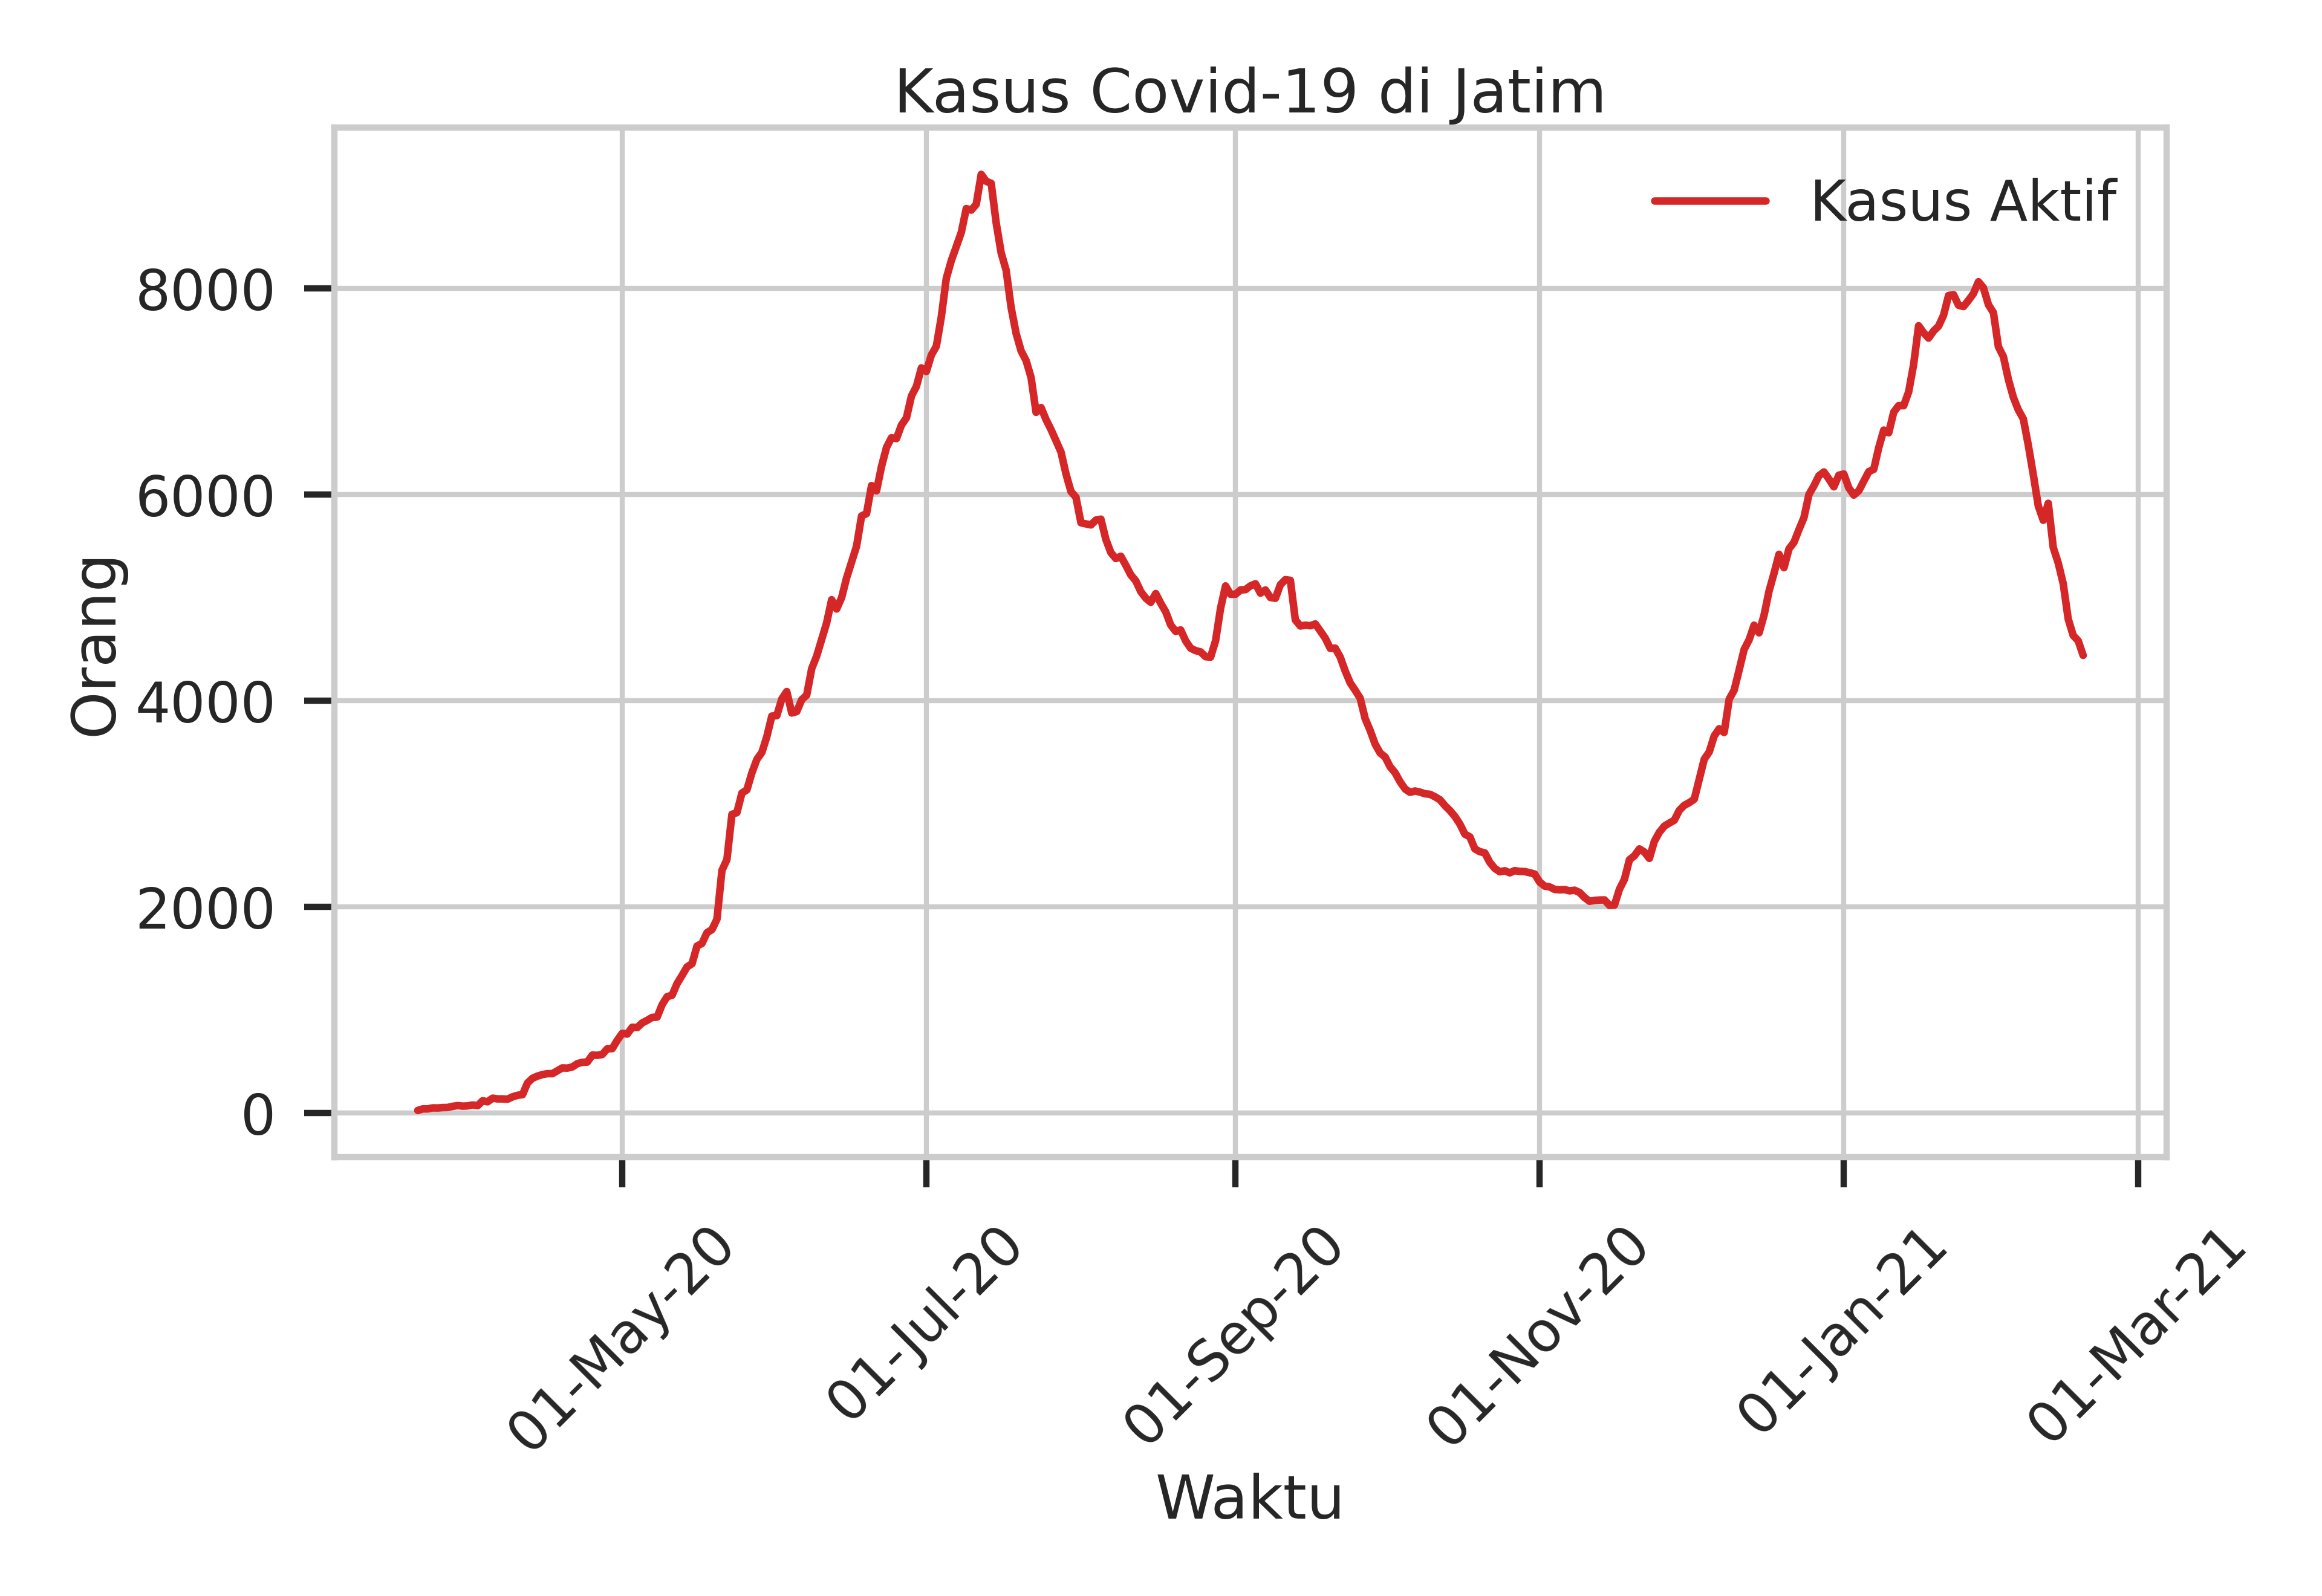 Kasus Covid-19 di Jatim
Kasus Aktif
8000
6000
4000
2000
0
Orang
01-May-20
01-Jul-20
01-Sep-20
01-Nov-20
01-Jan-21
01-Mar-21
Waktu